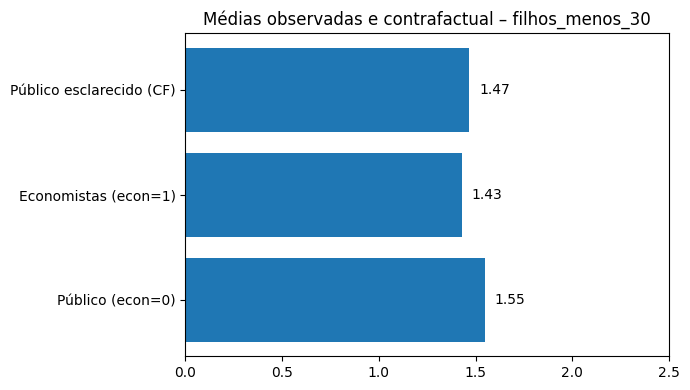 Médias observadas e contrafactual – filhos_menos_30
Público esclarecido (CF)
1.47
Economistas (econ=1)
1.43
Público (econ=0)
1.55
0.0
0.5
1.0
1.5
2.0
2.5